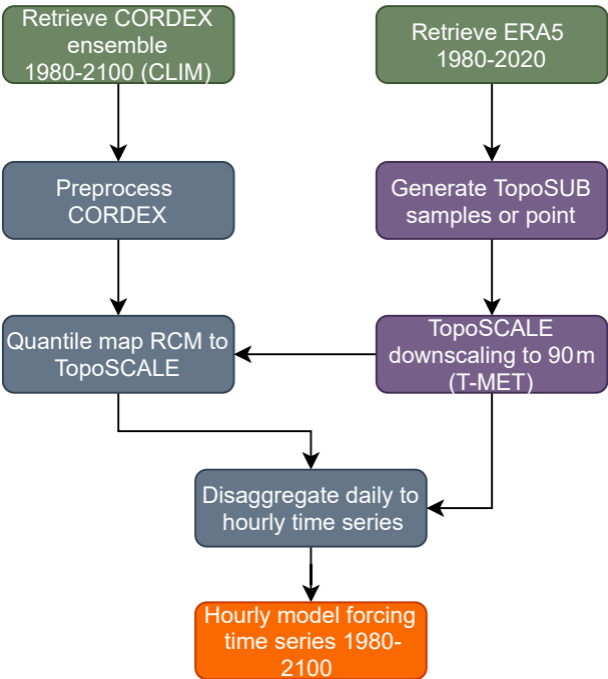 Retrieve CORDEX
ensemble
1980-2100 (CLIM)
Retrieve ERA5
1980-2020
Preprocess
CORDEX
Generate TopoSUB
samples or point
Quantile map RCM to
TopoSCALE
TopoSCALE
downscaling to 90 m
(T-MET)
Disaggregate daily to
hourly time series
Hourly model forcing
time series 1980-
2100